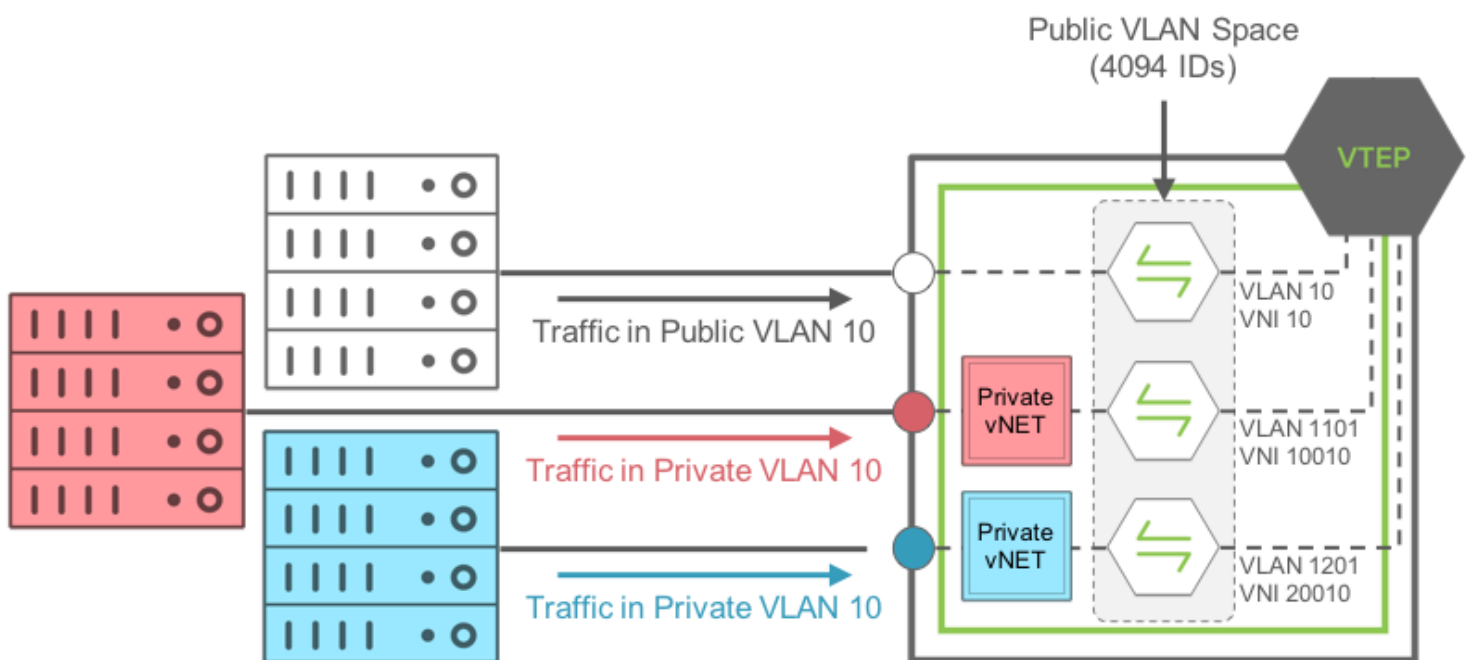 Public VLAN Space
(4094 IDs)
VTEP
Traffic in Public VLAN 10
VLAN 10
VNI 10
Private
vNET
Traffic in Private VLAN 10
VLAN 1101
VNI 10010
Private
vNET
Traffic in Private VLAN 10
VLAN 1201
VNI 20010